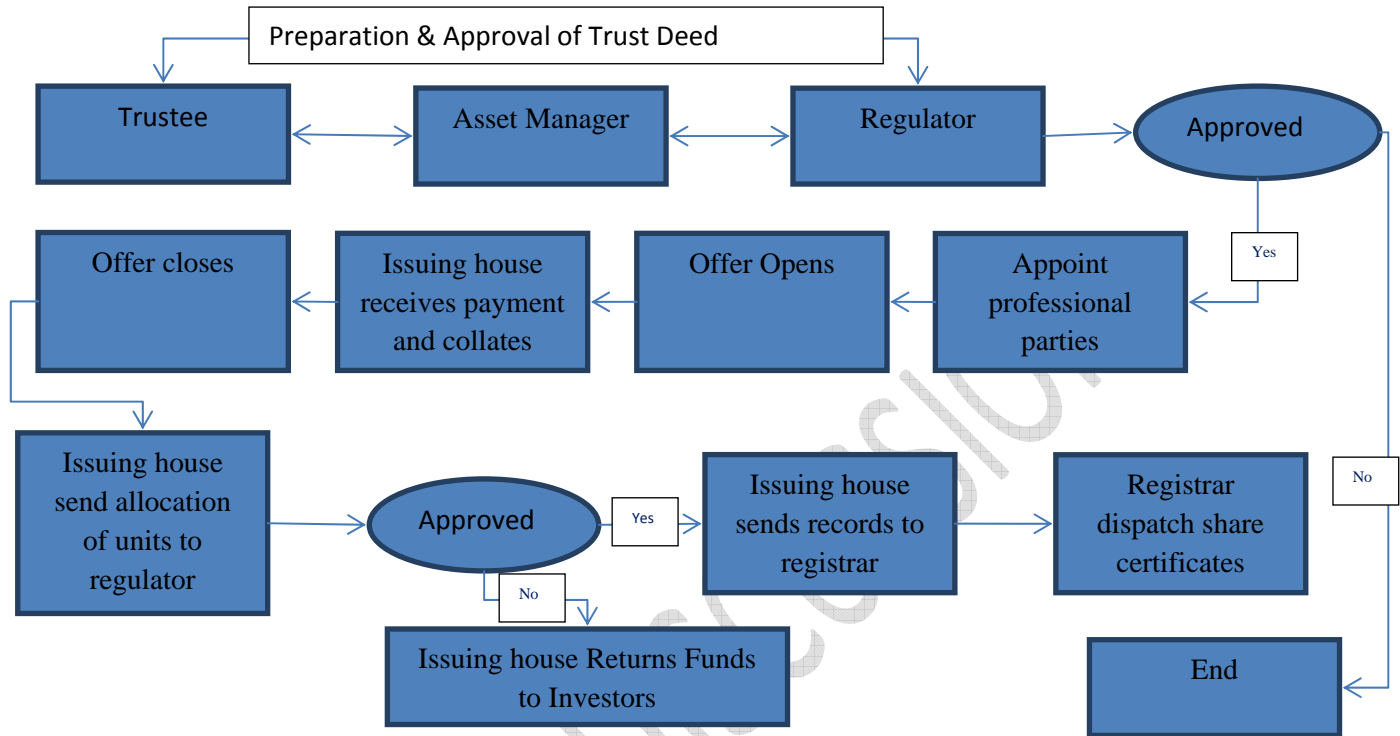 Preparation & Approval of Trust Deed
Trustee
Asset Manager
Regulator
Approved
Yes
Offer closes
Issuing house
receives payment
and collates
Offer Opens
Appoint
professional
parties
Issuing house
send allocation
of units to
regulator
Approved
Yes
No
Issuing house
sends records to
registrar
Registrar
dispatch share
certificates
No
Issuing house Returns Funds
to Investors
End